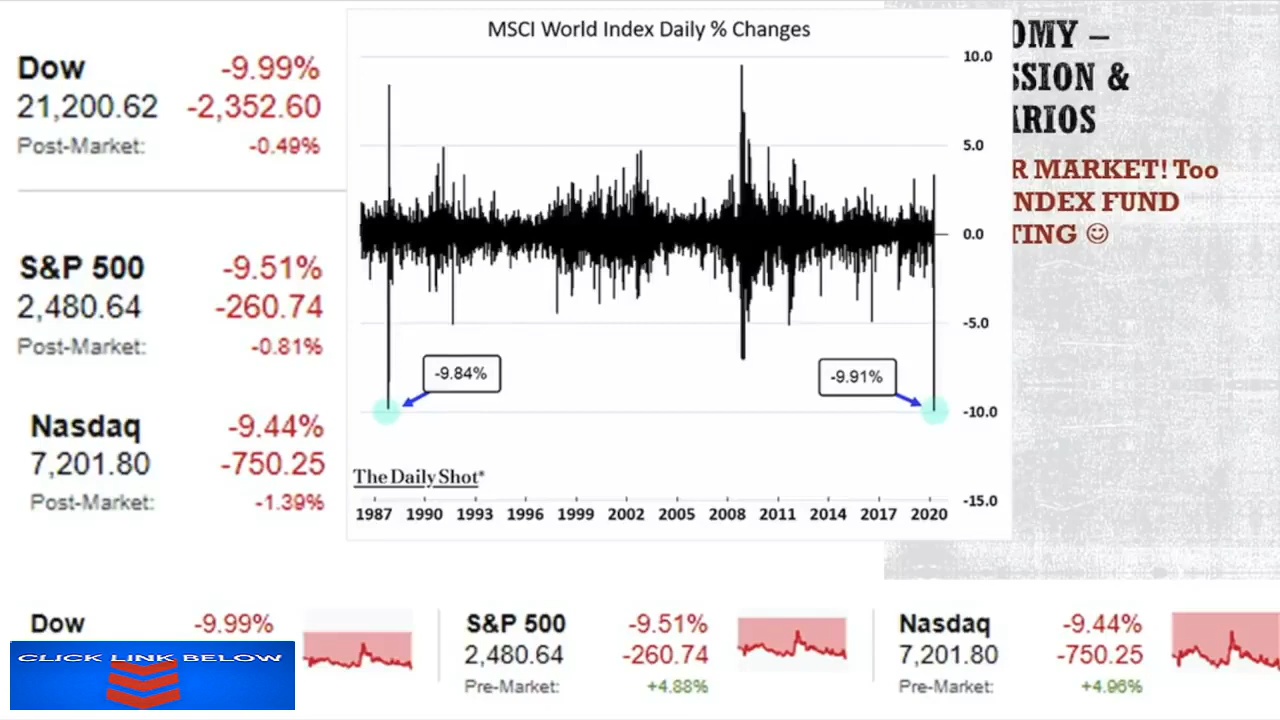 Dow -9.99%
21,200.62 -2,352.60
Post-Market: -0.49%
S&P 500 -9.51%
2,480.64 -260.74
Post-Market: -0.81%
Nasdaq -9.44%
7,201.80 -750.25
Post-Market: -1.39%
MSCI World Index Daily % Changes
10.0
5.0
0.0
-5.0
-10.0
-15.0
-9.84%
-9.91%
The Daily Shot*
1987 1990 1993 1996 1999 2002 2005 2008 2011 2014 2017 2020
OMY –
SSION &
ARIOS
R MARKET! Too
NDEX FUND
TING ☺
Dow -9.99%
CLICK LINK BELOW
S&P 500 -9.51%
2,480.64 -260.74
Pre-Market: +4.88%
Nasdaq -9.44%
7,201.80 -750.25
Pre-Market: +4.96%